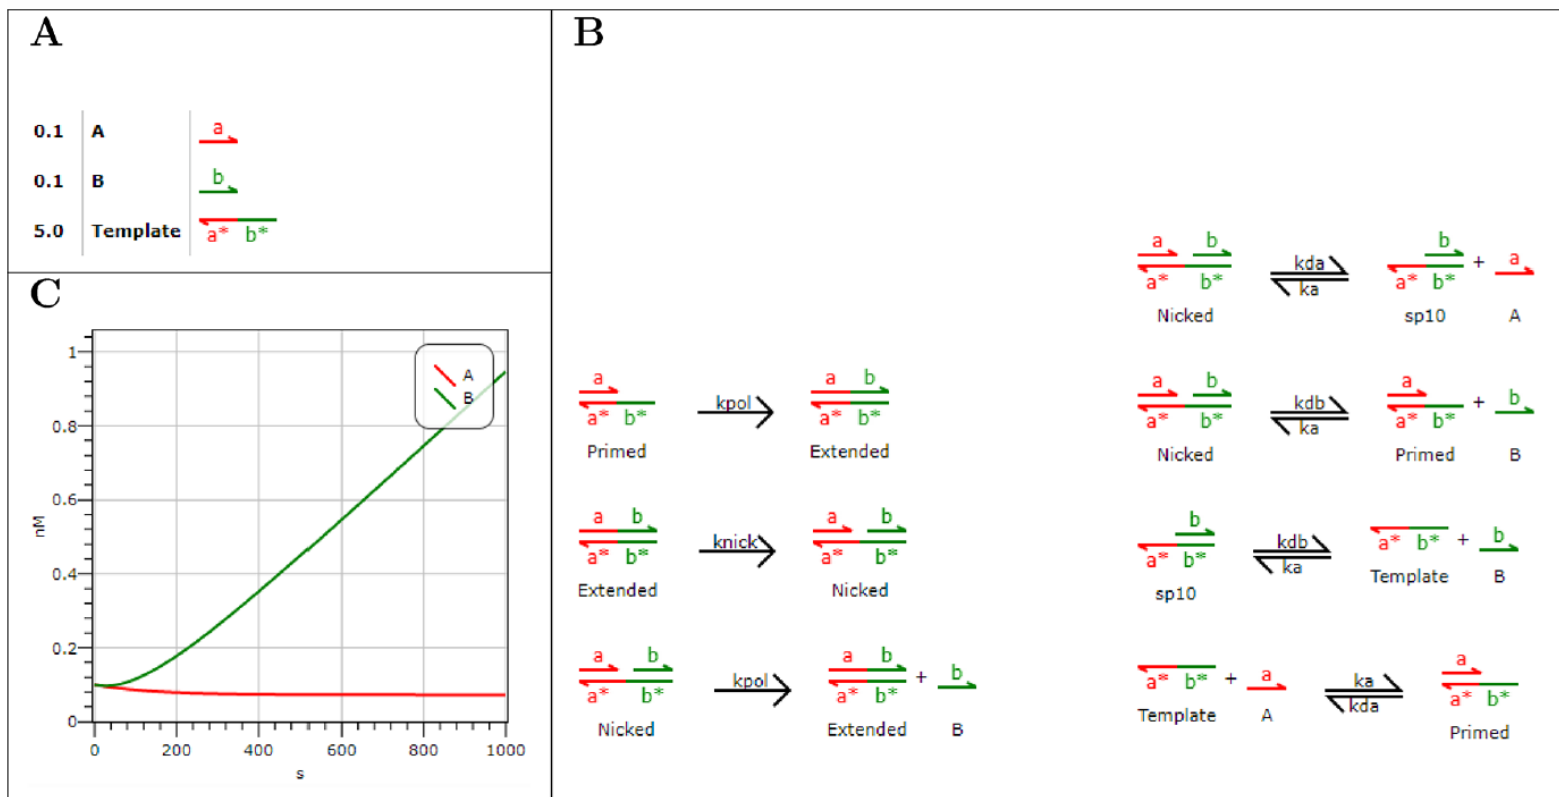 A
0.1 A a
0.1 B b
5.0 Template a* b*
C
1
0.8
0.6
0.4
0.2
0
nM
0 200 400 600 800 1000
s
A
B
B
a
a* b*
Primed
kpol
a b
a* b*
Extended
a b
a* b*
Extended
knick
a b
a* b*
Nicked
a b
a* b*
Nicked
kpol
a b
a* b*
Extended
+
b
B
a b
a* b*
Nicked
kda
ka
b
a* b*
sp10
+
a
A
a b
a* b*
Nicked
kdb
ka
a
a* b*
Primed
+
b
B
b
a* b*
sp10
kdb
ka
a* b*
Template
+
b
B
a* b*
Template
+
a
A
ka
kda
a
a* b*
Primed